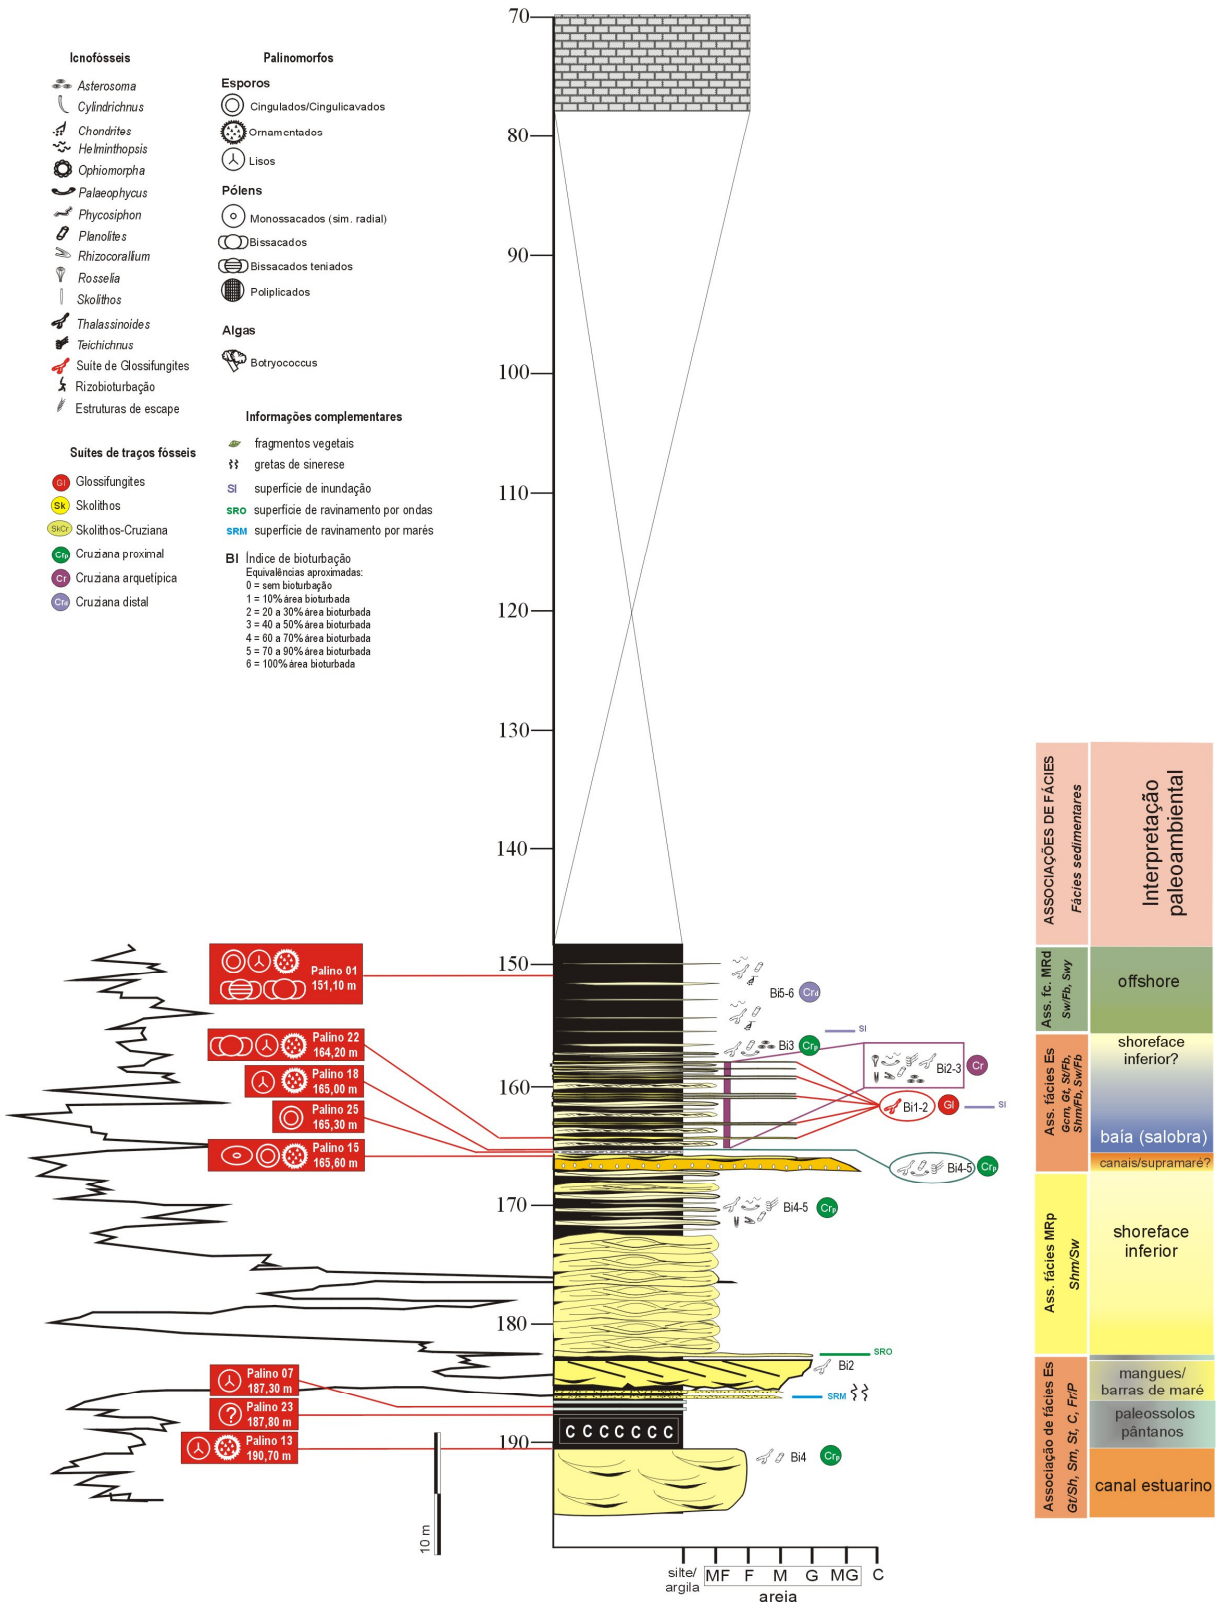 Icnofósseis
Asterosoma
Cylindrichnus
Chondrites
Helminthopsis
Ophiomorpha
Palaeophycus
Phycosiphon
Planolites
Rhizocorallium
Rosselia
Skolithos
Thalassinoides
Teichichnus
Suíte de Glossifungites
Rizobioturbação
Estruturas de escape
Suítes de traços fósseis
Gl Glossifungites
Sk Skolithos
SkCr Skolithos-Cruziana
Crp Cruziana proximal
Cr Cruziana arquetípica
Crd Cruziana distal
Palinomorfos
Esporos
Cingulados/Cingulicavados
Ornamentados
Lisos
Pólens
Monossacados (sim. radial)
Bissacados
Bissacados teniados
Poliplicados
Algas
Botryococcus
Informações complementares
fragmentos vegetais
gretas de sinerese
SI superfície de inundação
SRO superfície de ravinamento por ondas
SRM superfície de ravinamento por marés
BI Índice de bioturbação
Equivalências aproximadas:
0 = sem bioturbação
1 = 10% área bioturbada
2 = 20 a 30% área bioturbada
3 = 40 a 50% área bioturbada
4 = 60 a 70% área bioturbada
5 = 70 a 90% área bioturbada
6 = 100% área bioturbada
70
80
90
100
110
120
130
140
150
160
170
180
190
Palino 01
151,10 m
Palino 22
164,20 m
Palino 18
165,00 m
Palino 25
165,30 m
Palino 15
165,60 m
Palino 07
187,30 m
? Palino 23
187,80 m
Palino 13
190,70 m
C C C C C C C
10 m
Bi5-6 Crd
SI
Bi3 Crp
Bi2-3 Cr
Bi1-2 Gl SI
Bi4-5 Crp
Bi4-5 Crp
SRO
Bi2
SRM
Bi4 Crp
silte/
argila
MF F M G MG C
areia
ASSOCIAÇÕES DE FÁCIES
Fácies sedimentares
Interpretação
paleoambiental
Ass. fc. MRd
Sw/Fb, Swy
offshore
Ass. fácies Es
Gcm, Gt, St/Fb,
Shm/Fb, Sw/Fb
shoreface
inferior?
baía (salobra)
canais/supramaré?
Ass. fácies MRp
Shm/Sw
shoreface
inferior
Associação de fácies Es
Gt/Sh, Sm, St, C, Fr/P
mangues/
barras de maré
paleossolos
pântanos
canal estuarino